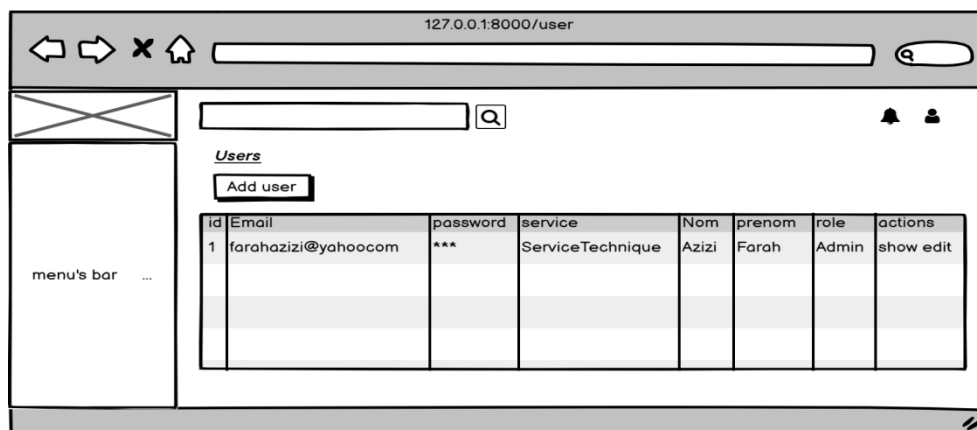 127.0.0.1:8000/user
Users
Add user
id Email password service Nom prenom role actions
1 farahazizi@yahoocom *** ServiceTechnique Azizi Farah Admin show edit
menu's bar ...